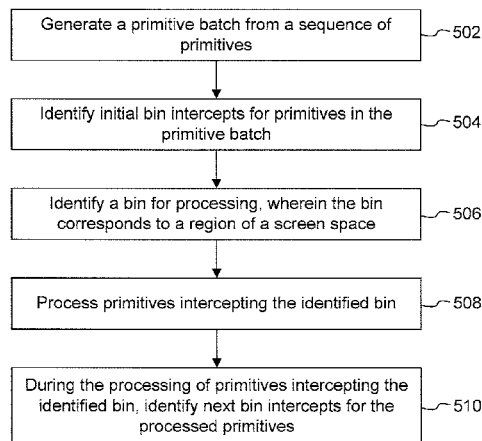 Generate a primitive batch from a sequence of
primitives
502
Identify initial bin intercepts for primitives in the
primitive batch
504
Identify a bin for processing, wherein the bin
corresponds to a region of a screen space
506
Process primitives intercepting the identified bin
508
During the processing of primitives intercepting the
identified bin, identify next bin intercepts for the
processed primitives
510